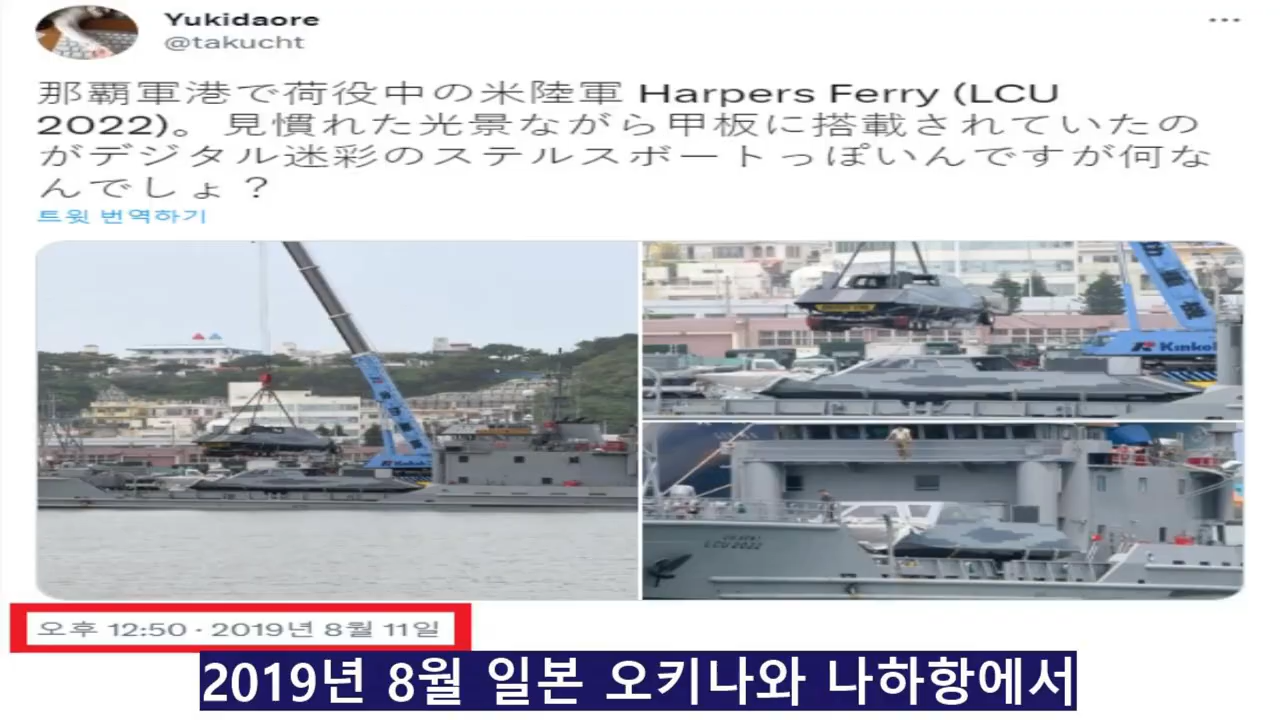 Yukidaore
@takucht
那覇軍港で荷役中の米陸軍 Harpers Ferry (LCU
2022)。見慣れた光景ながら甲板に搭載されていたの
がデジタル迷彩のステルスボートっぽいんですが何な
んでしょ？
트윗 번역하기
Kinko
오후 12:50 · 2019년 8월 11일
2019년 8월 일본 오키나와 나하항에서